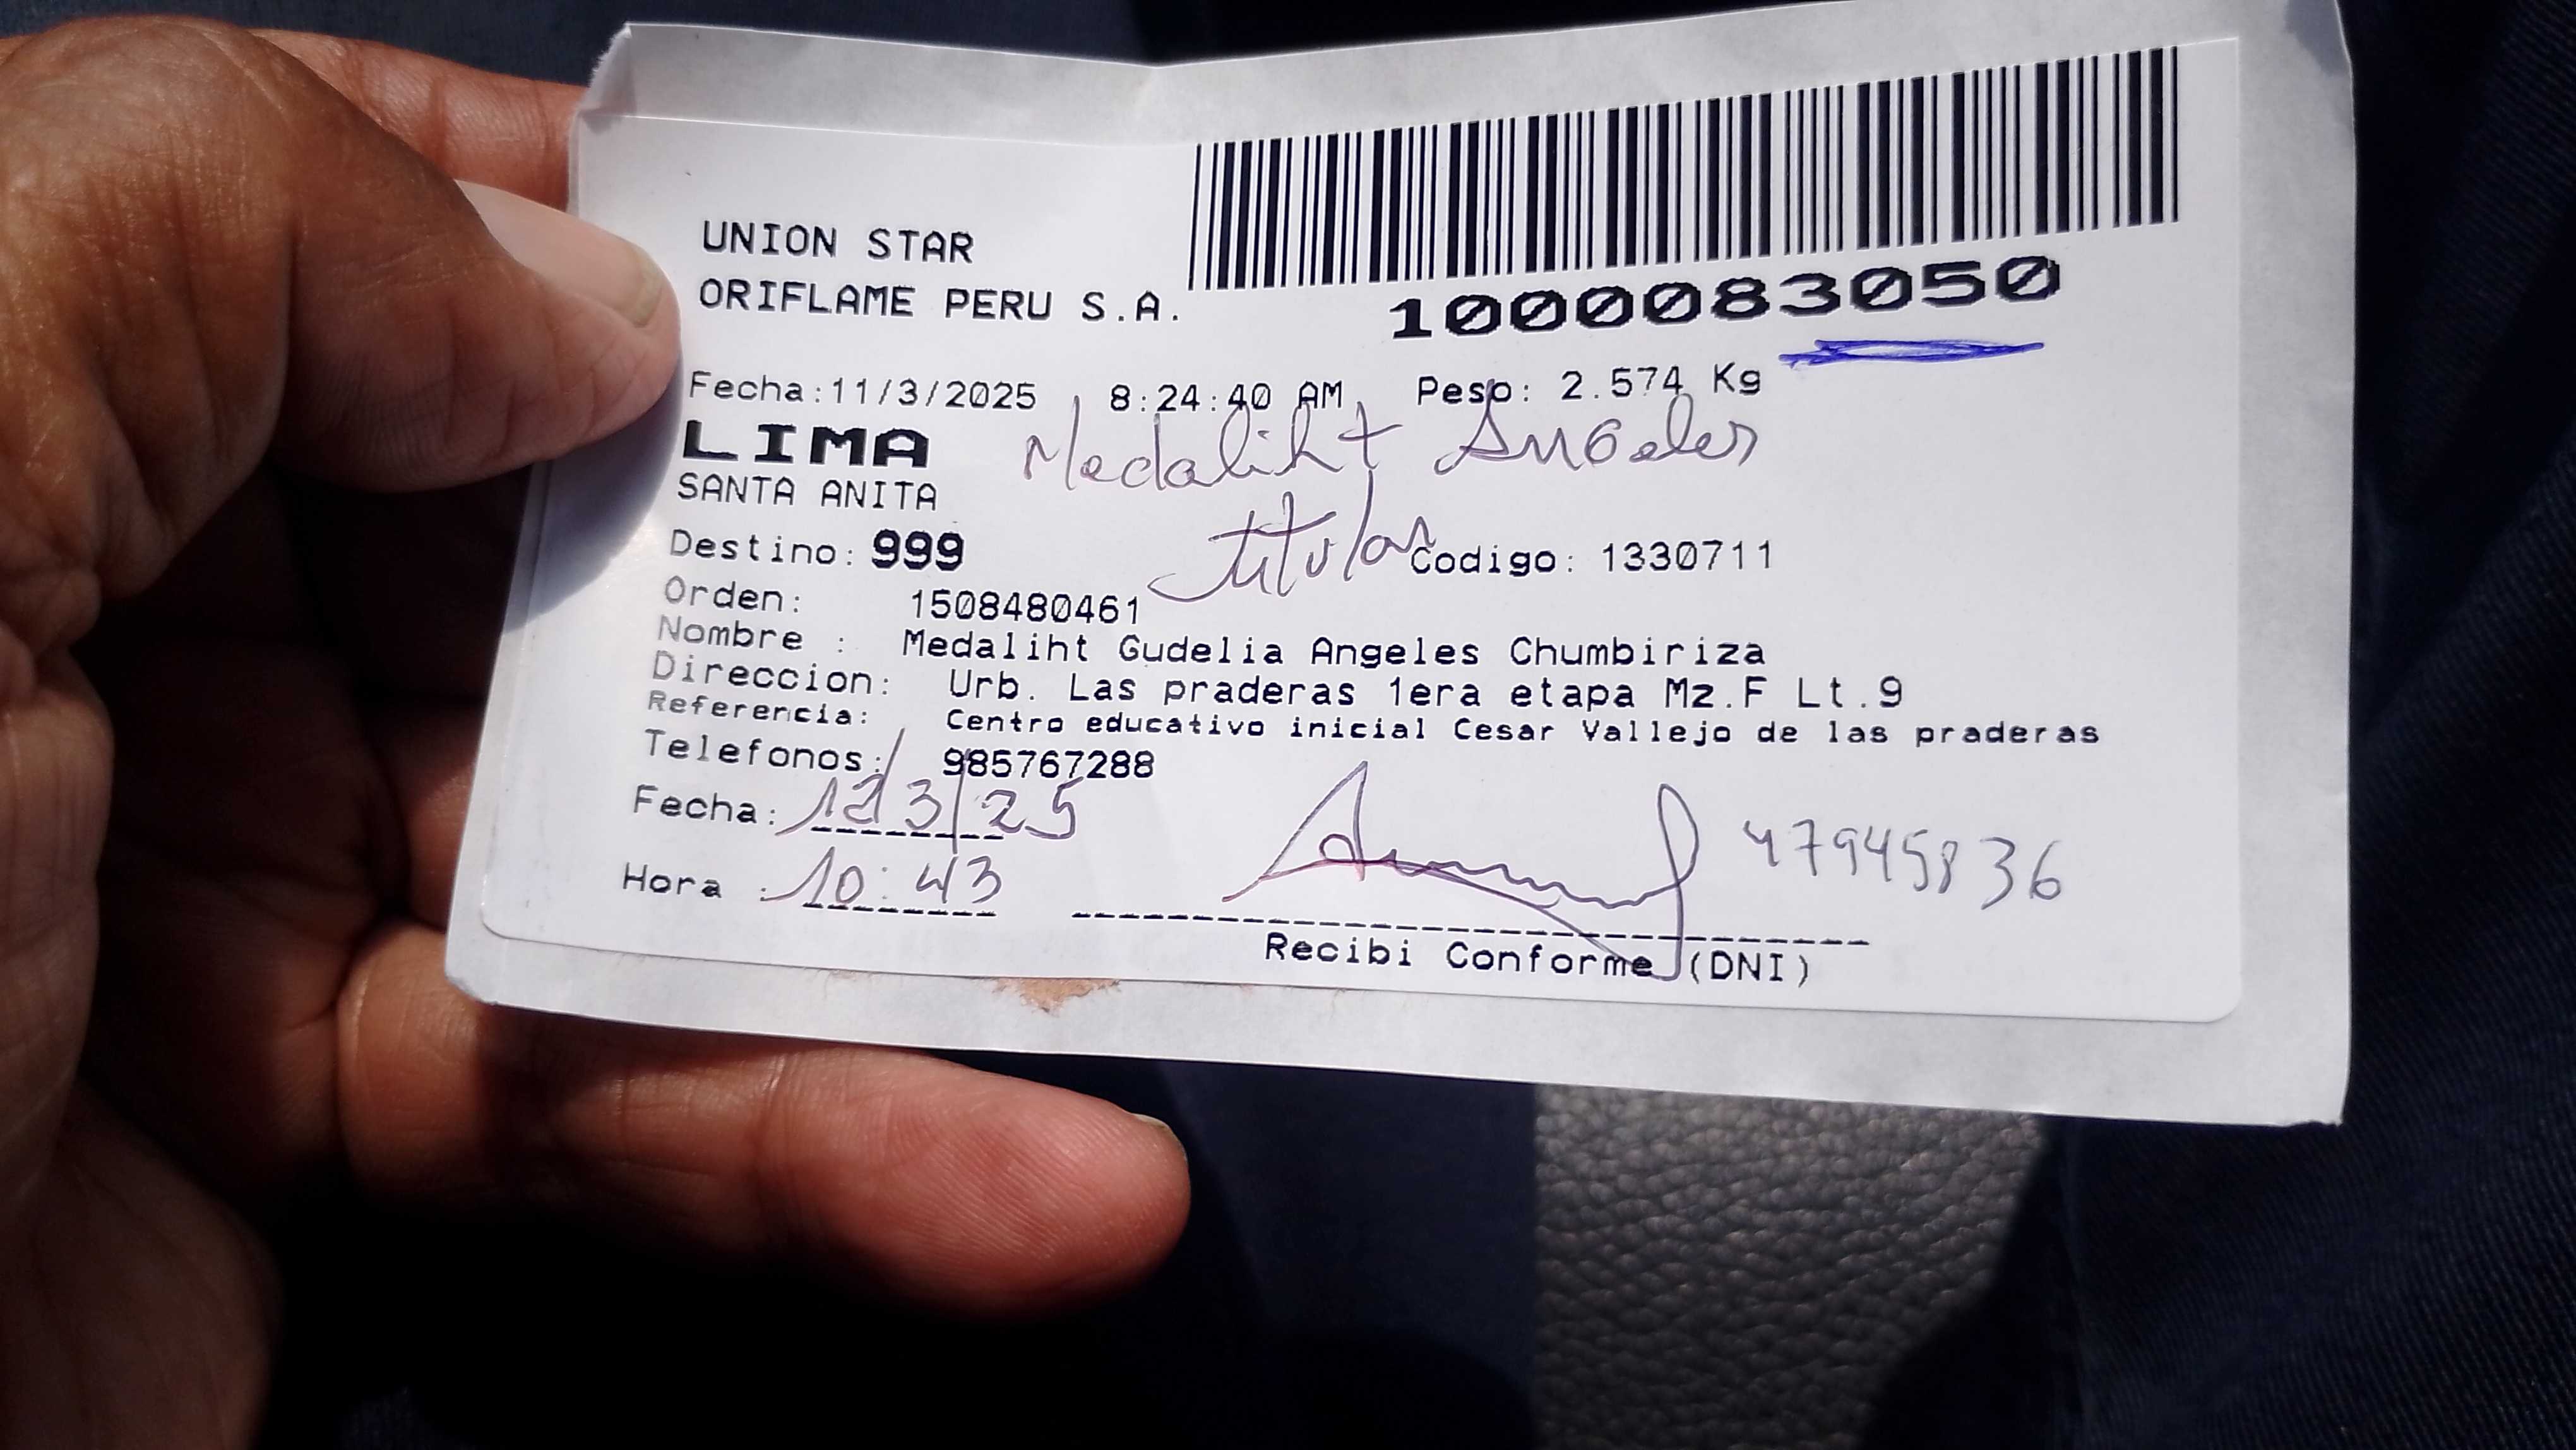 UNION STAR
ORIFLAME PERU S.A.
1000083050
Fecha:11/3/2025 8:24:40 AM Peso: 2.574 Kg
LIMA Medaliht Angeles
SANTA ANITA
titular
Destino: 999 Codigo: 1330711
Orden: 1508480461
Nombre : Medaliht Gudelia Angeles Chumbiriza
Direccion: Urb. Las praderas 1era etapa Mz.F Lt.9
Referencia: Centro educativo inicial Cesar Vallejo de las praderas
Telefonos: 985767288
Fecha: 12/3/25
47945836
Hora : 10:43
Recibi Conforme (DNI)